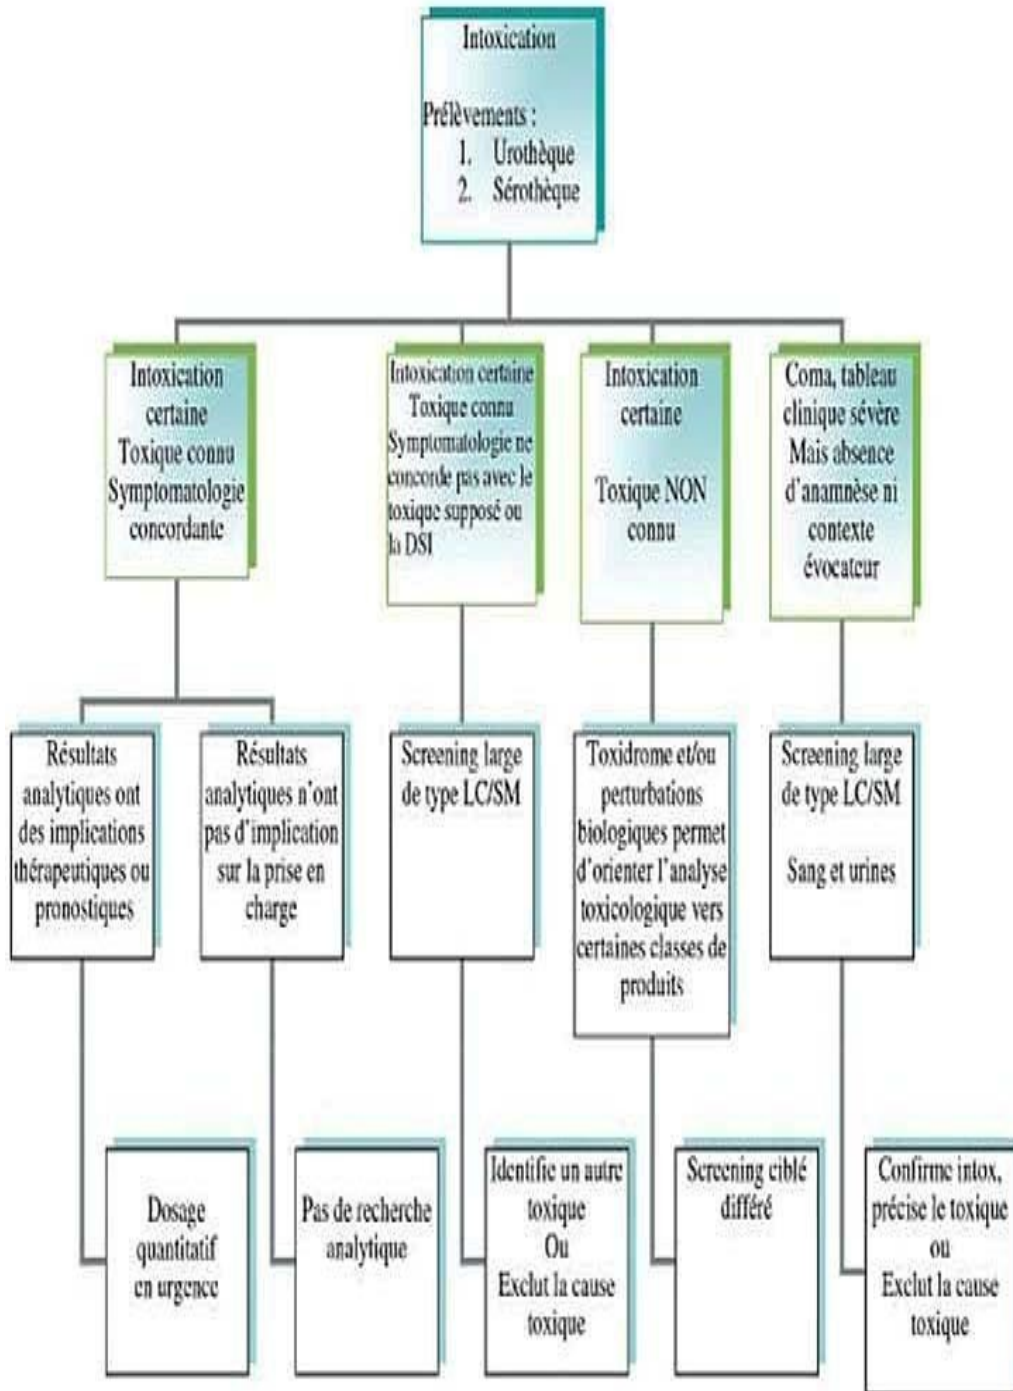 Intoxication
Prélèvements :
1. Urothèque
2. Sérothèque
Intoxication
certaine
Toxique connu
Symptomatologie
concordante
Intoxication certaine
Toxique connu
Symptomatologie ne
concorde pas avec le
toxique supposé ou
la DSI
Intoxication
certaine
Toxique NON
connu
Coma, tableau
clinique sévère
Mais absence
d'anamnèse ni
contexte
évocateur
Résultats
analytiques ont
des implications
thérapeutiques ou
pronostiques
Résultats
analytiques n'ont
pas d'implication
sur la prise en
charge
Screening large
de type LC/SM
Toxidrome et/ou
perturbations
biologiques permet
d'orienter l'analyse
toxicologique vers
certaines classes de
produits
Screening large
de type LC/SM
Sang et urines
Dosage
quantitatif
en urgence
Pas de recherche
analytique
Identifie un autre
toxique
Ou
Exclut la cause
toxique
Screening ciblé
différé
Confirme intox,
précise le toxique
ou
Exclut la cause
toxique